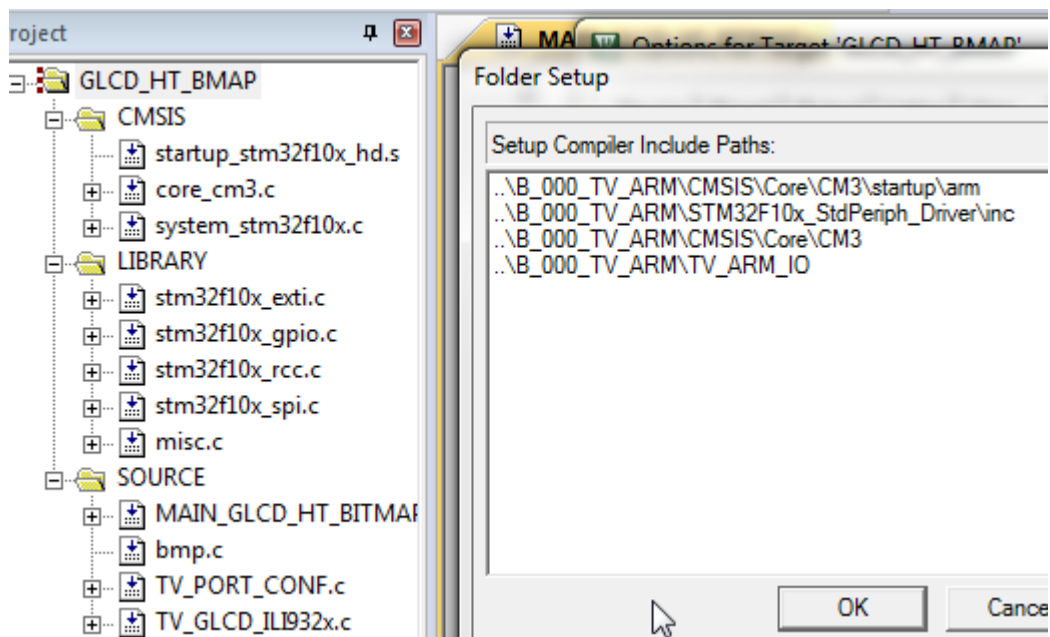 roject
GLCD_HT_BMAP
CMSIS
startup_stm32f10x_hd.s
core_cm3.c
system_stm32f10x.c
LIBRARY
stm32f10x_exti.c
stm32f10x_gpio.c
stm32f10x_rcc.c
stm32f10x_spi.c
misc.c
SOURCE
MAIN_GLCD_HT_BITMAP
bmp.c
TV_PORT_CONF.c
TV_GLCD_ILI932x.c
MA
Options for Target 'GLCD_HT_BMAP'
Folder Setup
Setup Compiler Include Paths:
..\B_000_TV_ARM\CMSIS\Core\CM3\startup\arm
..\B_000_TV_ARM\STM32F10x_StdPeriph_Driver\inc
..\B_000_TV_ARM\CMSIS\Core\CM3
..\B_000_TV_ARM\TV_ARM_IO
OK
Cance